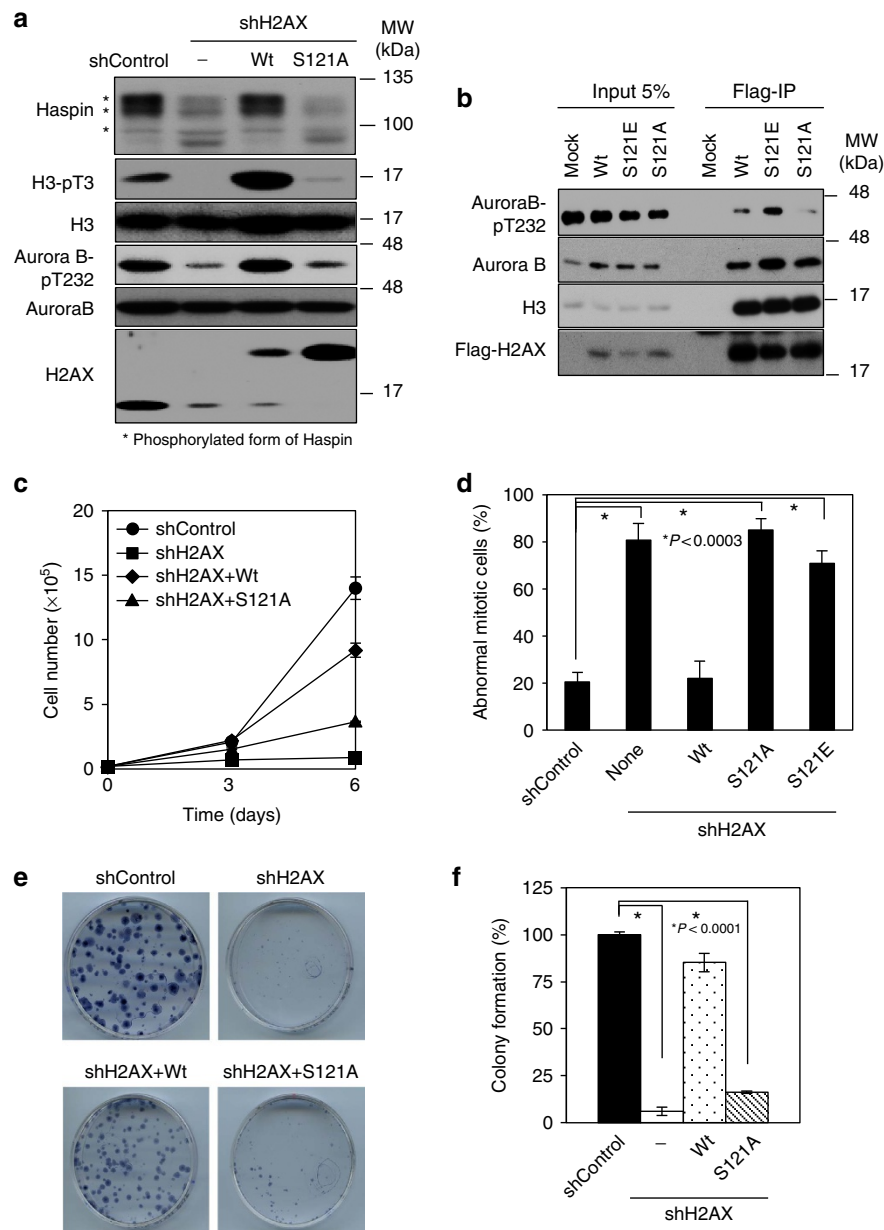 a
shH2AX
MW
(kDa)
shControl
–
Wt
S121A
135
Haspin
*
*
*
100
H3-pT3
17
H3
17
48
Aurora B-
pT232
48
AuroraB
H2AX
17
* Phosphorylated form of Haspin
b
Input 5%
Flag-IP
Mock
Wt
S121E
S121A
Mock
Wt
S121E
S121A
MW
(kDa)
AuroraB-
pT232
48
Aurora B
48
H3
17
Flag-H2AX
17
c
Cell number (×10⁵)
20
15
10
5
0
shControl
shH2AX
shH2AX+Wt
shH2AX+S121A
0
3
6
Time (days)
d
Abnormal mitotic cells (%)
100
80
60
40
20
0
*
*
*
*P<0.0003
shControl
None
Wt
S121A
S121E
shH2AX
e
shControl
shH2AX
shH2AX+Wt
shH2AX+S121A
f
Colony formation (%)
125
100
75
50
25
0
*
*
*P<0.0001
shControl
–
Wt
S121A
shH2AX